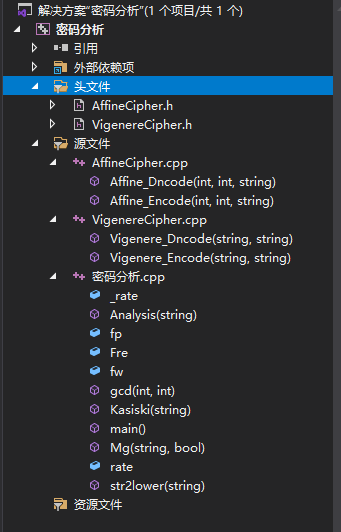 解决方案“密码分析”(1 个项目/共 1 个)
密码分析
引用
外部依赖项
头文件
AffineCipher.h
VigenereCipher.h
源文件
AffineCipher.cpp
Affine_Dncode(int, int, string)
Affine_Encode(int, int, string)
VigenereCipher.cpp
Vigenere_Dncode(string, string)
Vigenere_Encode(string, string)
密码分析.cpp
_rate
Analysis(string)
fp
Fre
fw
gcd(int, int)
Kasiski(string)
main()
Mg(string, bool)
rate
str2lower(string)
资源文件